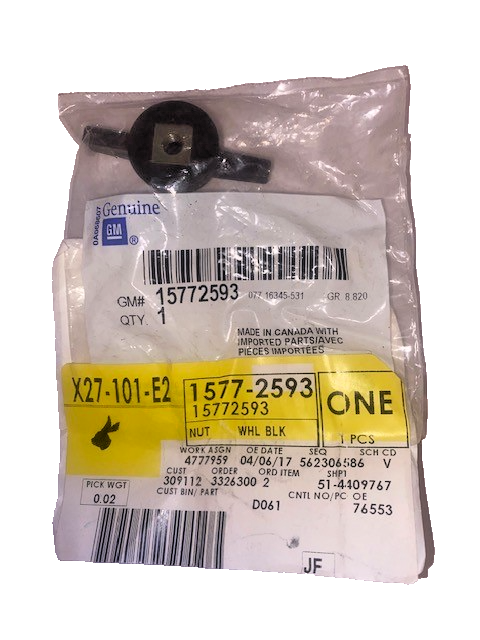 0A068607
Genuine
GM ®
GM# 15772593 077 16345-531 GR 8.820
QTY. 1
MADE IN CANADA WITH
IMPORTED PARTS/AVEC
PIÈCES IMPORTÉES
X27-101-E2
1577-2593
15772593
NUT WHL BLK
ONE
1 PCS
WORK ASGN OE DATE SEQ SCH CD
4777959 04/06/17 562306586 V
CUST ORDER ORD ITEM SHP1
309112 3326300 2 51-4409767
PICK WGT
0.02
CUST BIN/ PART CNTL NO/PC OE
D061 76553
JF